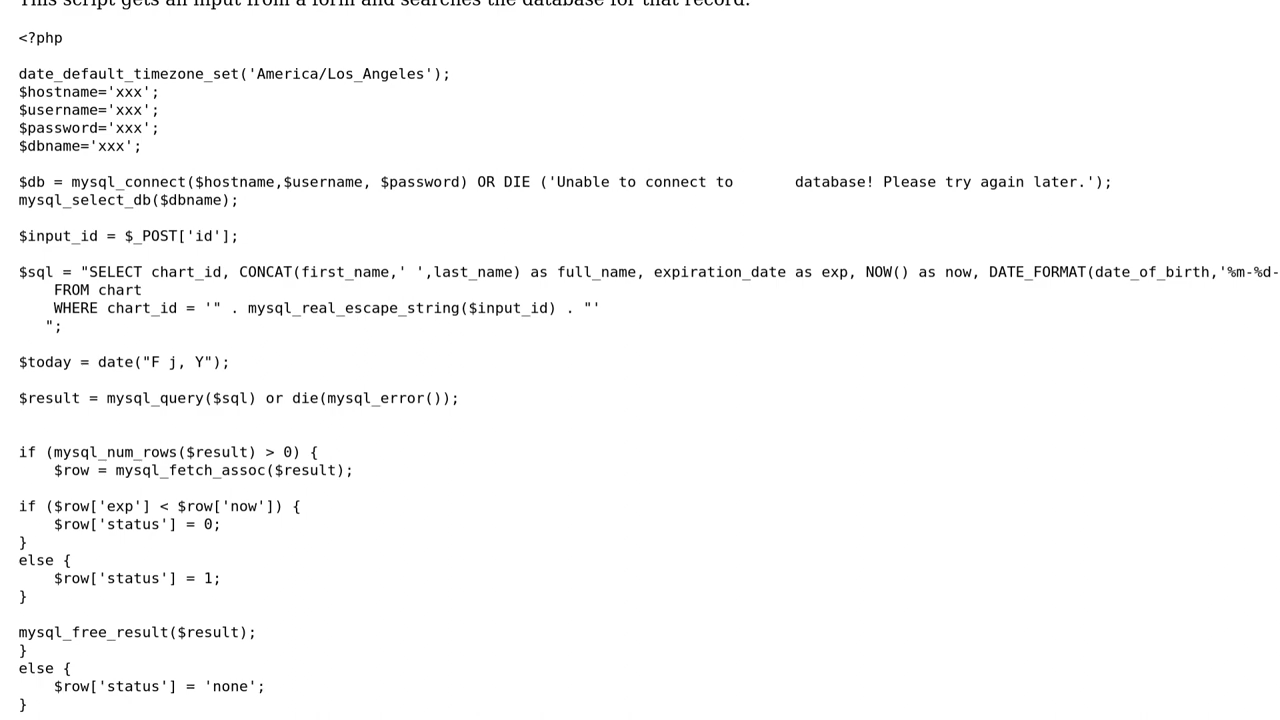 This script gets an input from a form and searches the database for that record.
<?php
date_default_timezone_set('America/Los_Angeles');
$hostname='xxx';
$username='xxx';
$password='xxx';
$dbname='xxx';
$db = mysql_connect($hostname,$username, $password) OR DIE ('Unable to connect to       database! Please try again later.');
mysql_select_db($dbname);
$input_id = $_POST['id'];
$sql = "SELECT chart_id, CONCAT(first_name,' ',last_name) as full_name, expiration_date as exp, NOW() as now, DATE_FORMAT(date_of_birth,'%m-%d-
    FROM chart
    WHERE chart_id = '" . mysql_real_escape_string($input_id) . "'
   ";
$today = date("F j, Y");
$result = mysql_query($sql) or die(mysql_error());
if (mysql_num_rows($result) > 0) {
    $row = mysql_fetch_assoc($result);
if ($row['exp'] < $row['now']) {
    $row['status'] = 0;
}
else {
    $row['status'] = 1;
}
mysql_free_result($result);
}
else {
    $row['status'] = 'none';
}